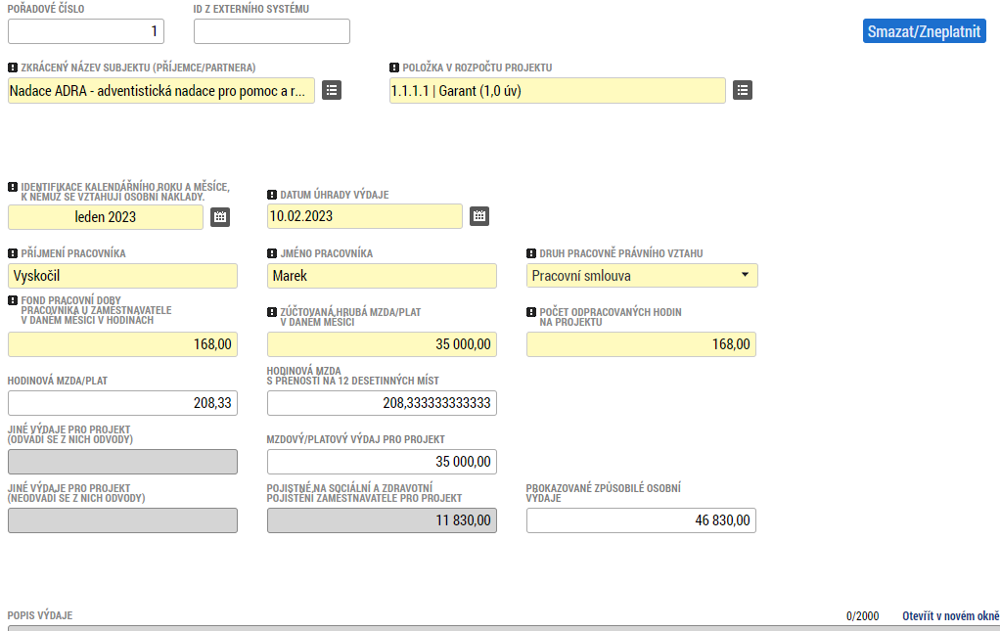 POŘADOVÉ ČÍSLO
ID Z EXTERNÍHO SYSTÉMU
1
Smazat/Zneplatnit
ZKRÁCENÝ NÁZEV SUBJEKTU (PŘÍJEMCE/PARTNERA)
POLOŽKA V ROZPOČTU PROJEKTU
Nadace ADRA - adventistická nadace pro pomoc a r...
1.1.1.1 | Garant (1,0 úv)
IDENTIFIKACE KALENDÁŘNÍHO ROKU A MĚSÍCE,
K NĚMUŽ SE VZTAHUJÍ OSOBNÍ NÁKLADY.
DATUM ÚHRADY VÝDAJE
leden 2023
10.02.2023
PŘÍJMENÍ PRACOVNÍKA
JMÉNO PRACOVNÍKA
DRUH PRACOVNĚ PRÁVNÍHO VZTAHU
Vyskočil
Marek
Pracovní smlouva
FOND PRACOVNÍ DOBY
PRACOVNÍKA U ZAMĚSTNAVATELE
V DANÉM MĚSÍCI V HODINÁCH
ZÚČTOVANÁ HRUBÁ MZDA/PLAT
V DANÉM MĚSÍCI
POČET ODPRACOVANÝCH HODIN
NA PROJEKTU
168,00
35 000,00
168,00
HODINOVÁ MZDA/PLAT
HODINOVÁ MZDA
S PŘENOSTÍ NA 12 DESETINNÝCH MÍST
208,33
208,333333333333
JINÉ VÝDAJE PRO PROJEKT
(ODVÁDÍ SE Z NICH ODVODY)
MZDOVÝ/PLATOVÝ VÝDAJ PRO PROJEKT
35 000,00
JINÉ VÝDAJE PRO PROJEKT
(NEODVÁDÍ SE Z NICH ODVODY)
POJISTNÉ NA SOCIÁLNÍ A ZDRAVOTNÍ
POJIŠTĚNÍ ZAMĚSTNAVATELE PRO PROJEKT
PROKAZOVANÉ ZPŮSOBILÉ OSOBNÍ
VÝDAJE
11 830,00
46 830,00
POPIS VÝDAJE
0/2000
Otevřít v novém okně